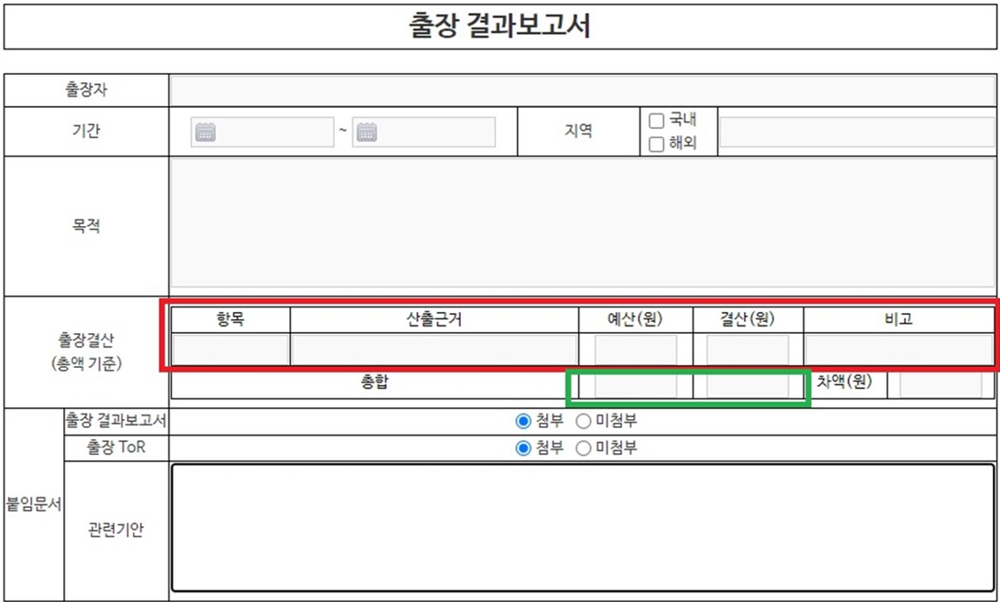 출장 결과보고서
출장자
기간 ~ 지역 국내
해외
목적
출장결산
(총액 기준)
항목 산출근거 예산(원) 결산(원) 비고
총합 차액(원)
붙임문서
출장 결과보고서 첨부 미첨부
출장 ToR 첨부 미첨부
관련기안